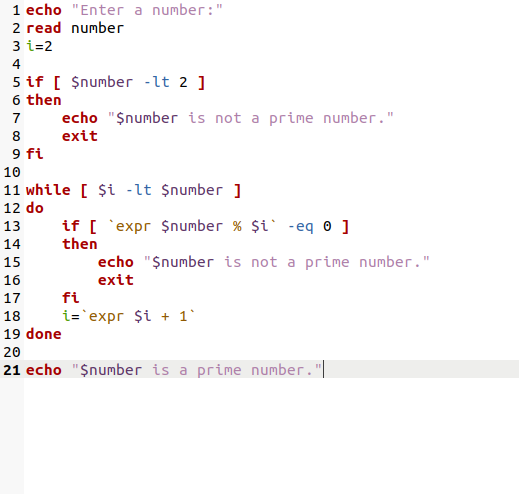 1 echo "Enter a number:"
2 read number
3 i=2
4
5 if [ $number -lt 2 ]
6 then
7     echo "$number is not a prime number."
8     exit
9 fi
10
11 while [ $i -lt $number ]
12 do
13     if [ `expr $number % $i` -eq 0 ]
14     then
15         echo "$number is not a prime number."
16         exit
17     fi
18     i=`expr $i + 1`
19 done
20
21 echo "$number is a prime number."